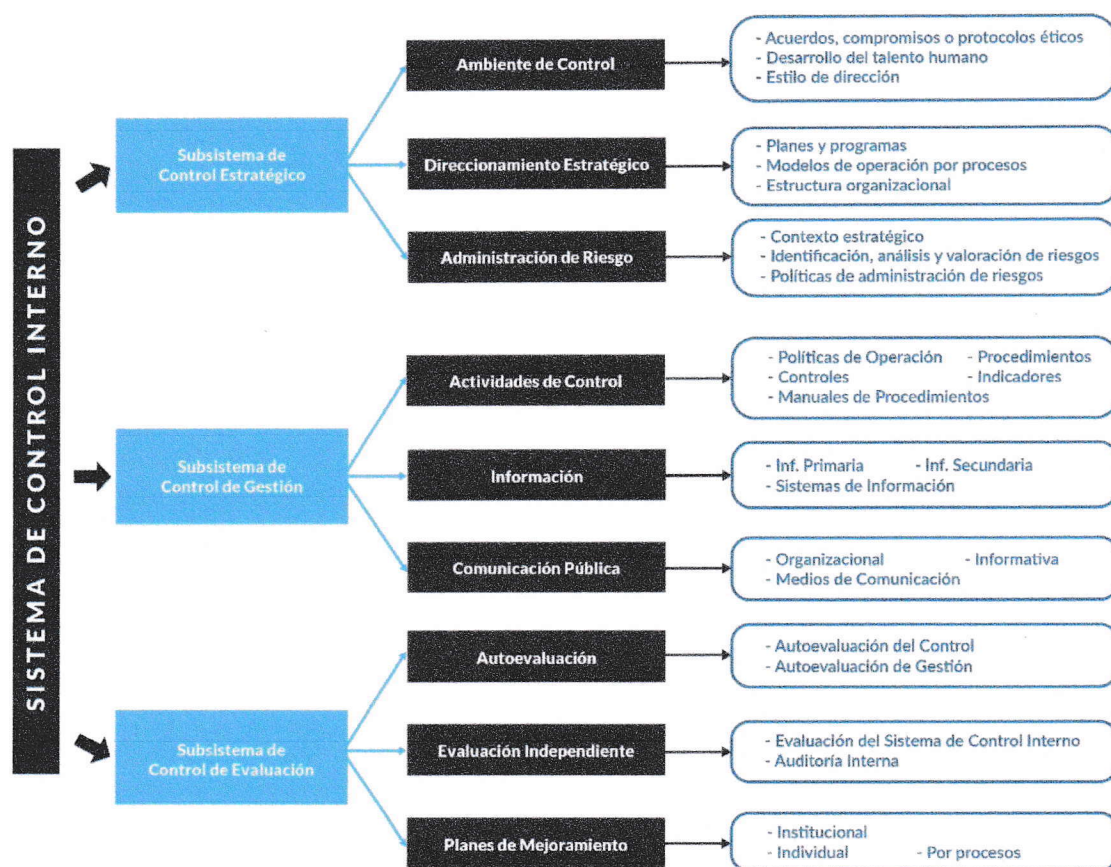 SISTEMA DE CONTROL INTERNO
Subsistema de
Control Estratégico
Ambiente de Control
- Acuerdos, compromisos o protocolos éticos
- Desarrollo del talento humano
- Estilo de dirección
Direccionamiento Estratégico
- Planes y programas
- Modelos de operación por procesos
- Estructura organizacional
Administración de Riesgo
- Contexto estratégico
- Identificación, análisis y valoración de riesgos
- Políticas de administración de riesgos
Subsistema de
Control de Gestión
Actividades de Control
- Políticas de Operación - Procedimientos
- Controles - Indicadores
- Manuales de Procedimientos
Información
- Inf. Primaria - Inf. Secundaria
- Sistemas de Información
Comunicación Pública
- Organizacional - Informativa
- Medios de Comunicación
Subsistema de
Control de Evaluación
Autoevaluación
- Autoevaluación del Control
- Autoevaluación de Gestión
Evaluación Independiente
- Evaluación del Sistema de Control Interno
- Auditoría Interna
Planes de Mejoramiento
- Institucional
- Individual - Por procesos